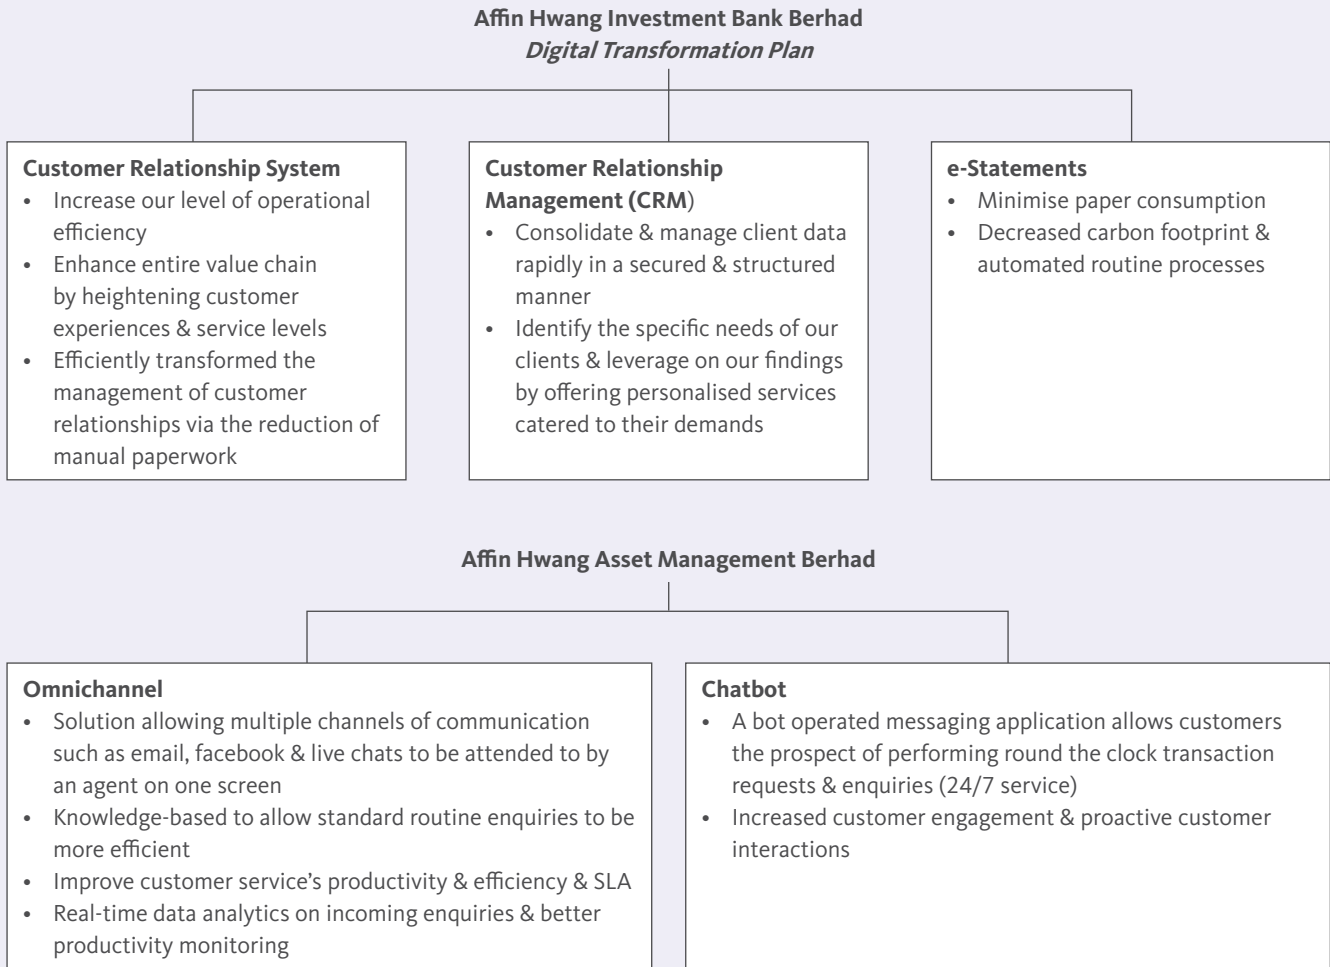 Affin Hwang Investment Bank Berhad
Digital Transformation Plan
Customer Relationship System
• Increase our level of operational
efficiency
• Enhance entire value chain
by heightening customer
experiences & service levels
• Efficiently transformed the
management of customer
relationships via the reduction of
manual paperwork
Customer Relationship
Management (CRM)
• Consolidate & manage client data
rapidly in a secured & structured
manner
• Identify the specific needs of our
clients & leverage on our findings
by offering personalised services
catered to their demands
e-Statements
• Minimise paper consumption
• Decreased carbon footprint &
automated routine processes
Affin Hwang Asset Management Berhad
Omnichannel
• Solution allowing multiple channels of communication
such as email, facebook & live chats to be attended to by
an agent on one screen
• Knowledge-based to allow standard routine enquiries to be
more efficient
• Improve customer service's productivity & efficiency & SLA
• Real-time data analytics on incoming enquiries & better
productivity monitoring
Chatbot
• A bot operated messaging application allows customers
the prospect of performing round the clock transaction
requests & enquiries (24/7 service)
• Increased customer engagement & proactive customer
interactions